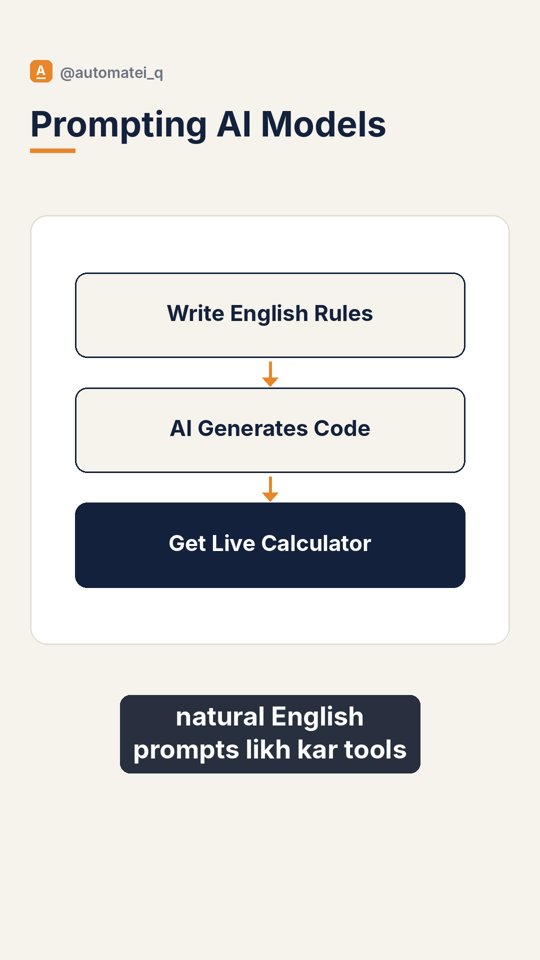 A
@automatei_q
Prompting AI Models
Write English Rules
AI Generates Code
Get Live Calculator
natural English
prompts likh kar tools